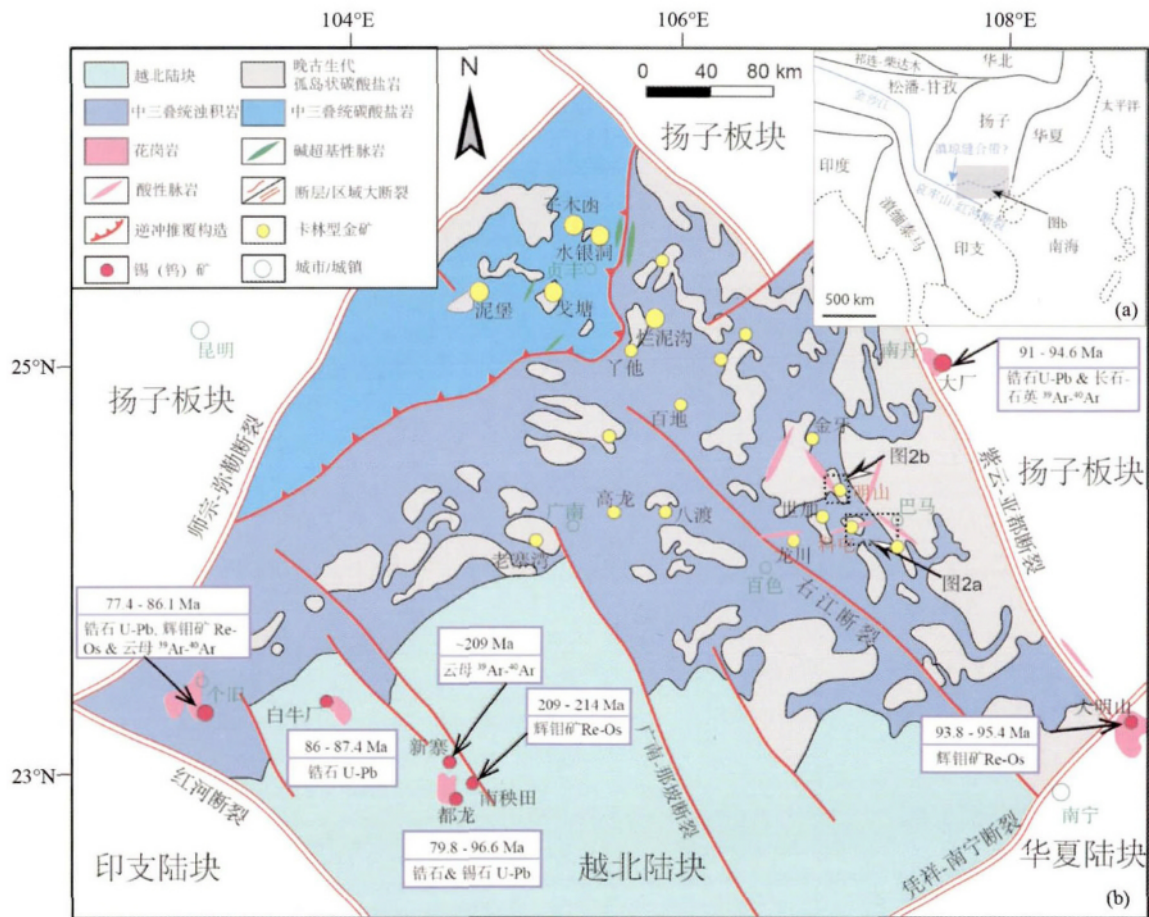 104°E
106°E
108°E
越北陆块
晚古生代
孤岛状碳酸盐岩
中三叠统浊积岩
中三叠统碳酸盐岩
花岗岩
碱超基性脉岩
酸性脉岩
断层/区域大断裂
逆冲推覆构造
卡林型金矿
锡（钨）矿
城市/城镇
N
0 40 80 km
扬子板块
祁连-柴达木
华北
松潘-甘孜
金沙江
扬子
华夏
太平洋
滇琼缝合带？
印度
哀牢山-红河断裂
滇缅泰马
印支
图b
南海
500 km
(a)
子木凼
水银洞
贞丰
泥堡
戈塘
烂泥沟
丫他
昆明
25°N
扬子板块
南丹
大厂
91 - 94.6 Ma
锆石U-Pb & 长石-
石英 ³⁹Ar-⁴⁰Ar
百地
金牙
图2b
明山
扬子板块
师宗-弥勒断裂
紫云-亚都断裂
高龙
广南
八渡
世加
巴马
老寨湾
龙川
百色
图2a
右江断裂
77.4 - 86.1 Ma
锆石 U-Pb, 辉钼矿 Re-
Os & 云母 ³⁹Ar-⁴⁰Ar
~209 Ma
云母 ³⁹Ar-⁴⁰Ar
209 - 214 Ma
辉钼矿Re-Os
个旧
白牛厂
86 - 87.4 Ma
锆石 U-Pb
新寨
南秧田
都龙
79.8 - 96.6 Ma
锆石& 锡石 U-Pb
广南-那坡断裂
大明山
93.8 - 95.4 Ma
辉钼矿Re-Os
23°N
红河断裂
南宁
印支陆块
越北陆块
凭祥-南宁断裂
华夏陆块
(b)